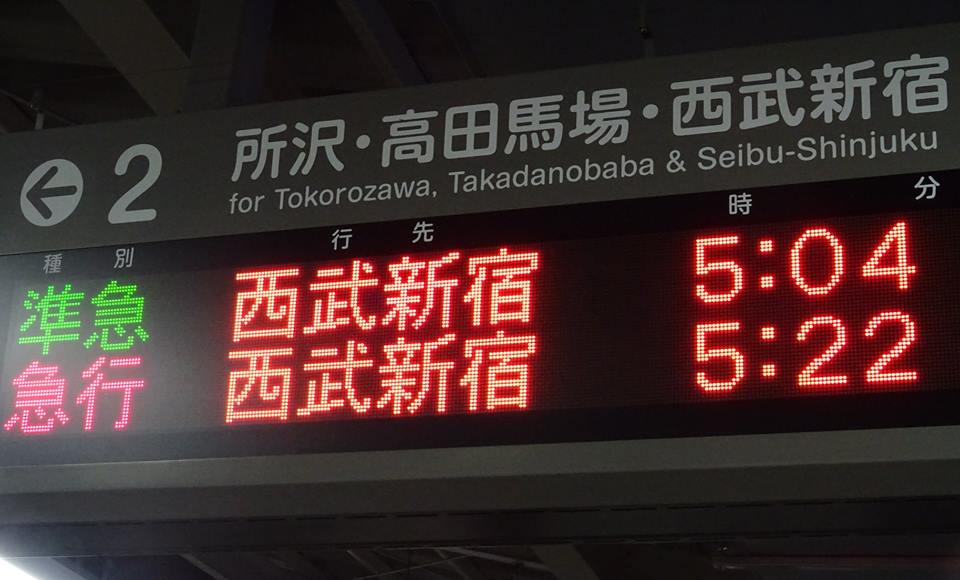 ← 2 所沢・高田馬場・西武新宿
for Tokorozawa, Takadanobaba & Seibu-Shinjuku
種別 行先 時 分
準急 西武新宿 5:04
急行 西武新宿 5:22